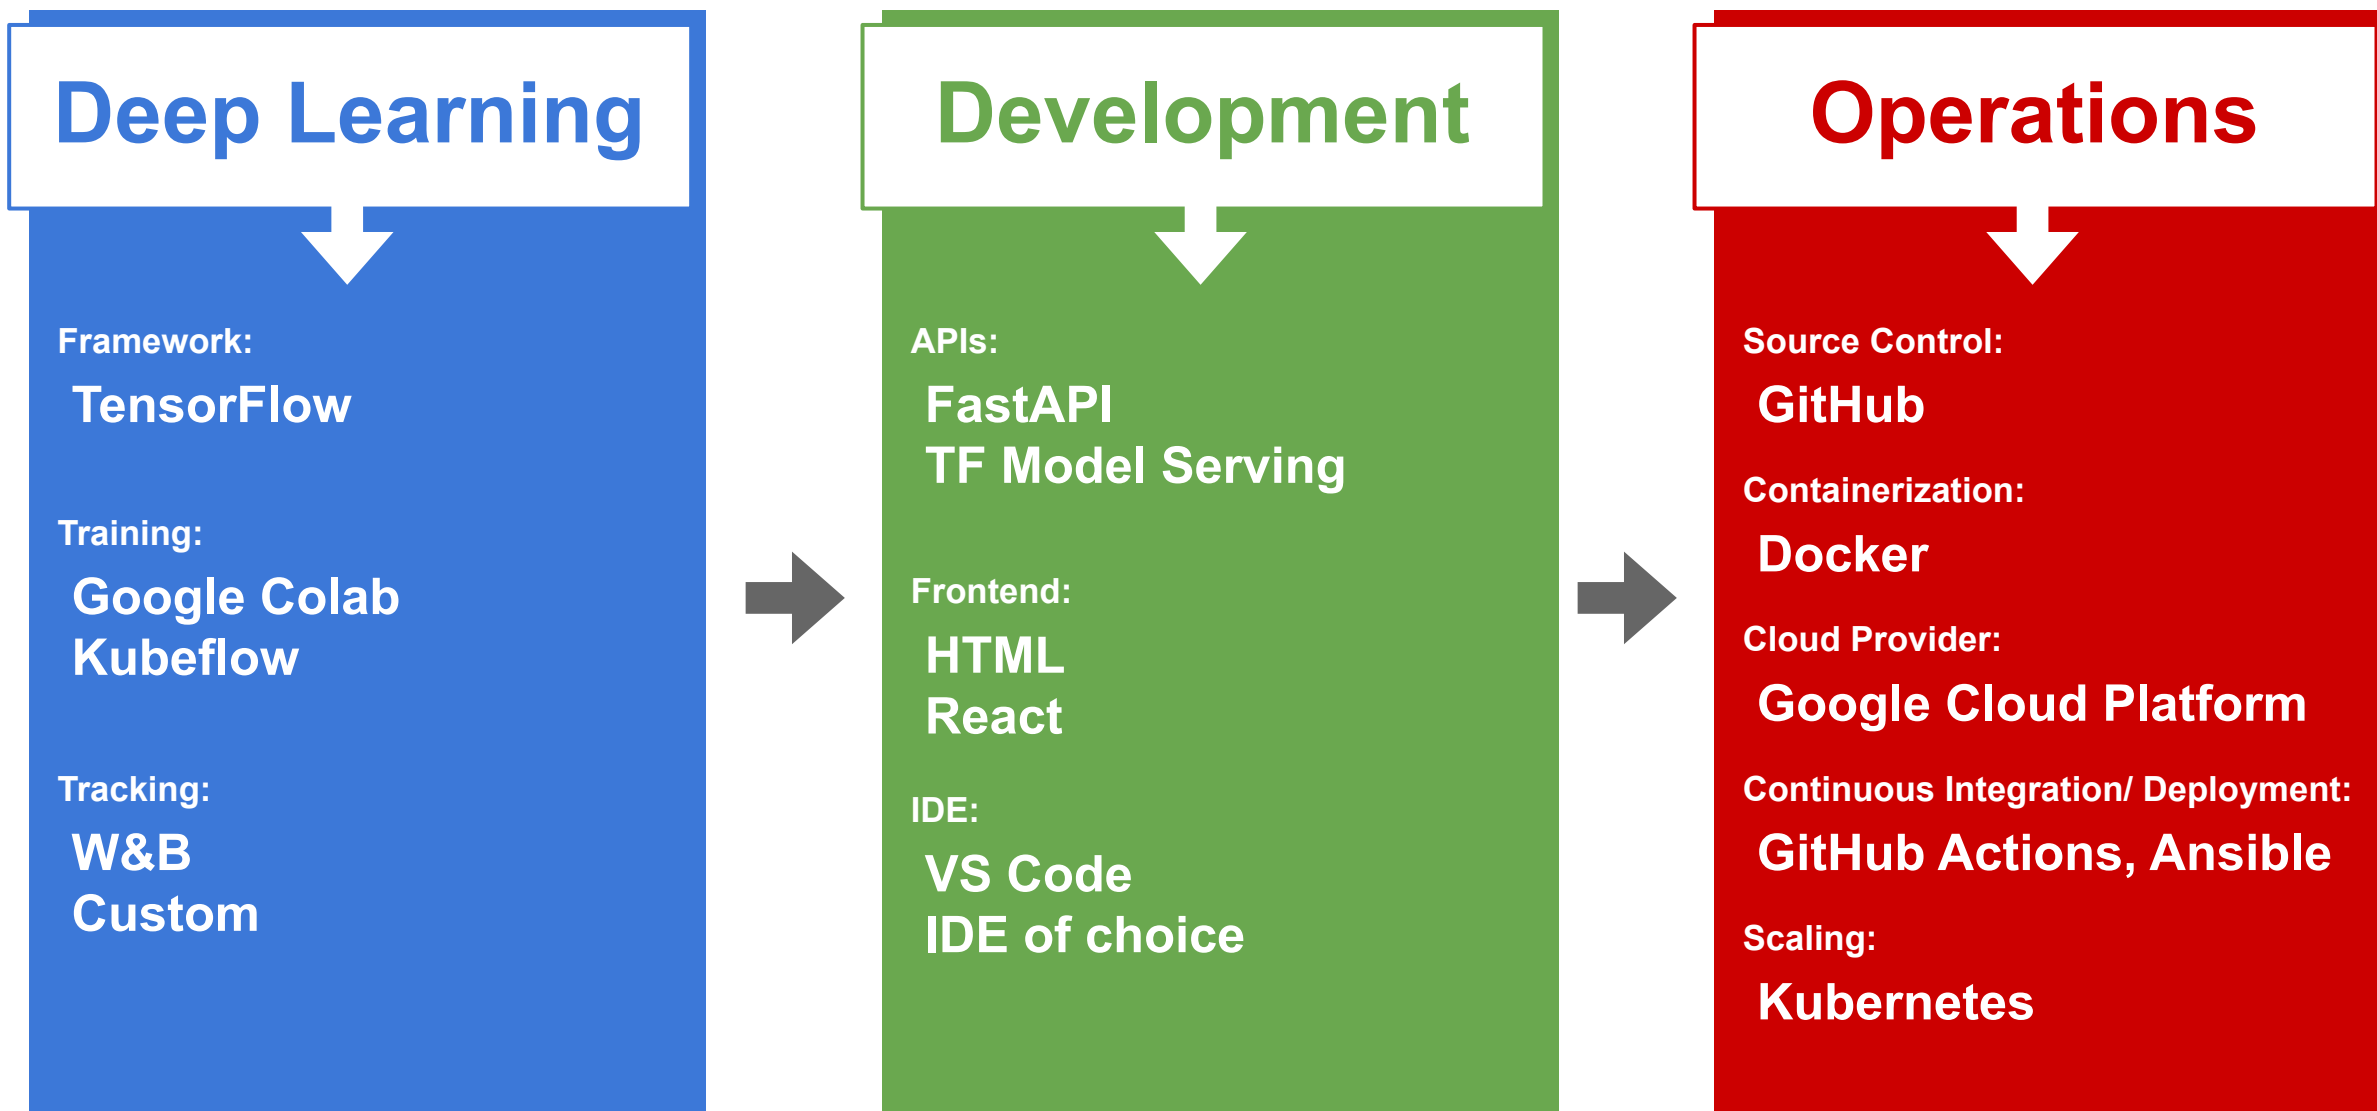 Deep Learning
Framework:
TensorFlow
Training:
Google Colab
Kubeflow
Tracking:
W&B
Custom
Development
APIs:
FastAPI
TF Model Serving
Frontend:
HTML
React
IDE:
VS Code
IDE of choice
Operations
Source Control:
GitHub
Containerization:
Docker
Cloud Provider:
Google Cloud Platform
Continuous Integration/ Deployment:
GitHub Actions, Ansible
Scaling:
Kubernetes